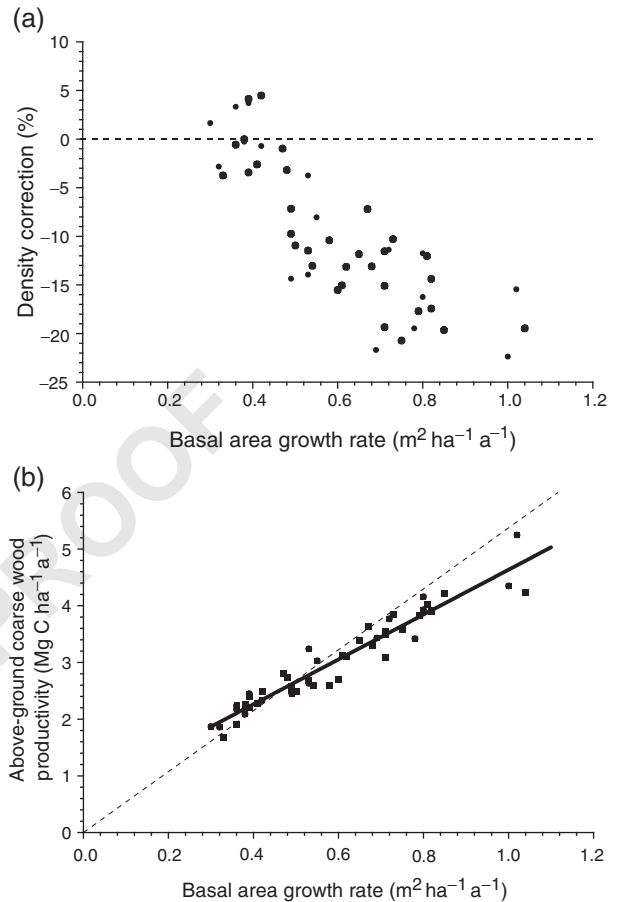 (a)
10
5
0
−5
−10
−15
−20
−25
0.0 0.2 0.4 0.6 0.8 1.0 1.2
Density correction (%)
Basal area growth rate (m² ha⁻¹ a⁻¹)
PROOF
(b)
6
5
4
3
2
1
0
0.0 0.2 0.4 0.6 0.8 1.0 1.2
Above-ground coarse wood
productivity (Mg C ha⁻¹ a⁻¹)
Basal area growth rate (m² ha⁻¹ a⁻¹)